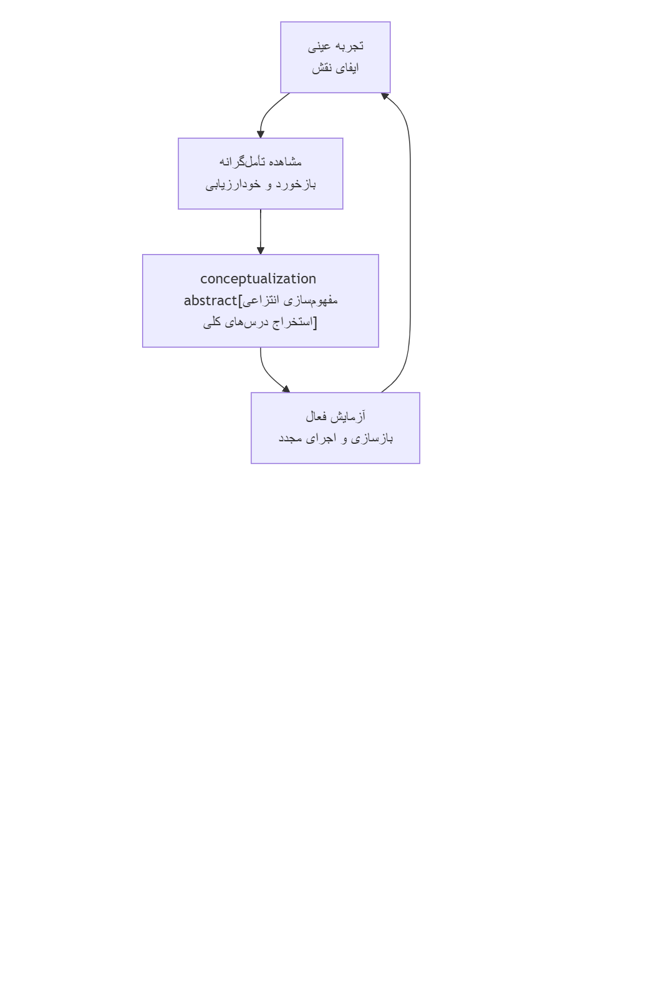 تجربه عینی
ایفای نقش
مشاهده تأمل‌گرانه
بازخورد و خودارزیابی
conceptualization
abstract[مفهوم‌سازی انتزاعی
استخراج درس‌های کلی]
آزمایش فعال
بازسازی و اجرای مجدد